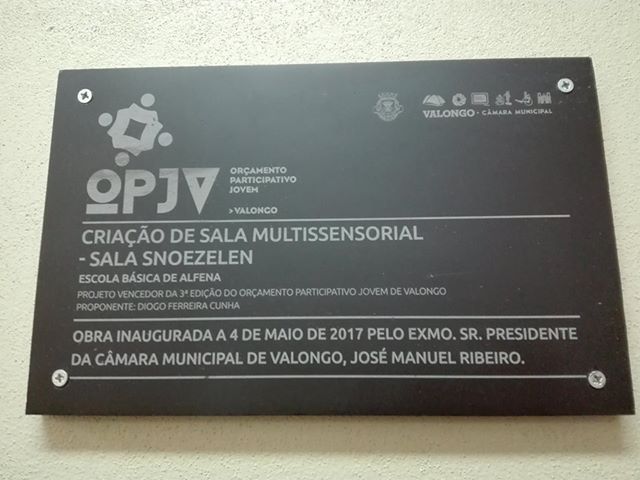 VALONGO - CÂMARA MUNICIPAL
OPJV
ORÇAMENTO
PARTICIPATIVO
JOVEM
>VALONGO
CRIAÇÃO DE SALA MULTISSENSORIAL
- SALA SNOEZELEN
ESCOLA BÁSICA DE ALFENA
PROJETO VENCEDOR DA 3ª EDIÇÃO DO ORÇAMENTO PARTICIPATIVO JOVEM DE VALONGO
PROPONENTE: DIOGO FERREIRA CUNHA
OBRA INAUGURADA A 4 DE MAIO DE 2017 PELO EXMO. SR. PRESIDENTE
DA CÂMARA MUNICIPAL DE VALONGO, JOSÉ MANUEL RIBEIRO.